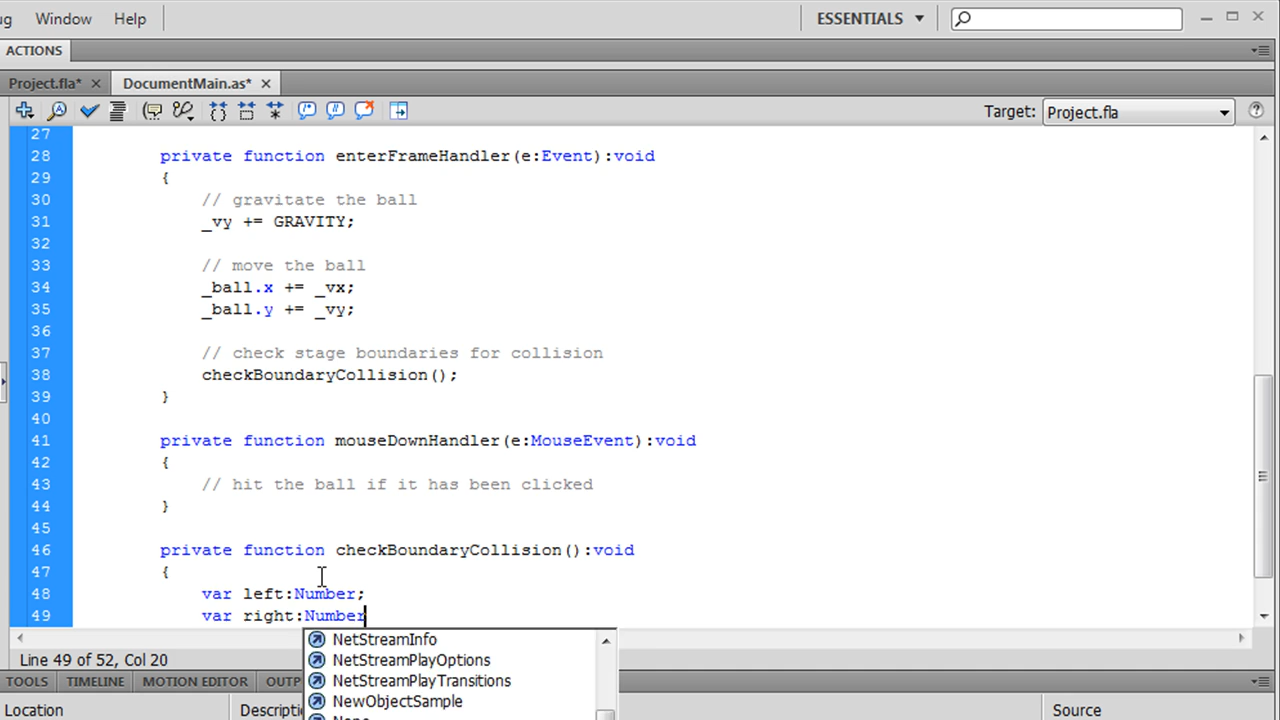 ug Window Help
ESSENTIALS
ACTIONS
Project.fla* DocumentMain.as*
Target: Project.fla
27
28 private function enterFrameHandler(e:Event):void
29 {
30 // gravitate the ball
31 _vy += GRAVITY;
32
33 // move the ball
34 _ball.x += _vx;
35 _ball.y += _vy;
36
37 // check stage boundaries for collision
38 checkBoundaryCollision();
39 }
40
41 private function mouseDownHandler(e:MouseEvent):void
42 {
43 // hit the ball if it has been clicked
44 }
45
46 private function checkBoundaryCollision():void
47 {
48 var left:Number;
49 var right:Number
NetStreamInfo
Line 49 of 52, Col 20
NetStreamPlayOptions
NetStreamPlayTransitions
TOOLS TIMELINE MOTION EDITOR OUTP
NewObjectSample
Location Descripti Source